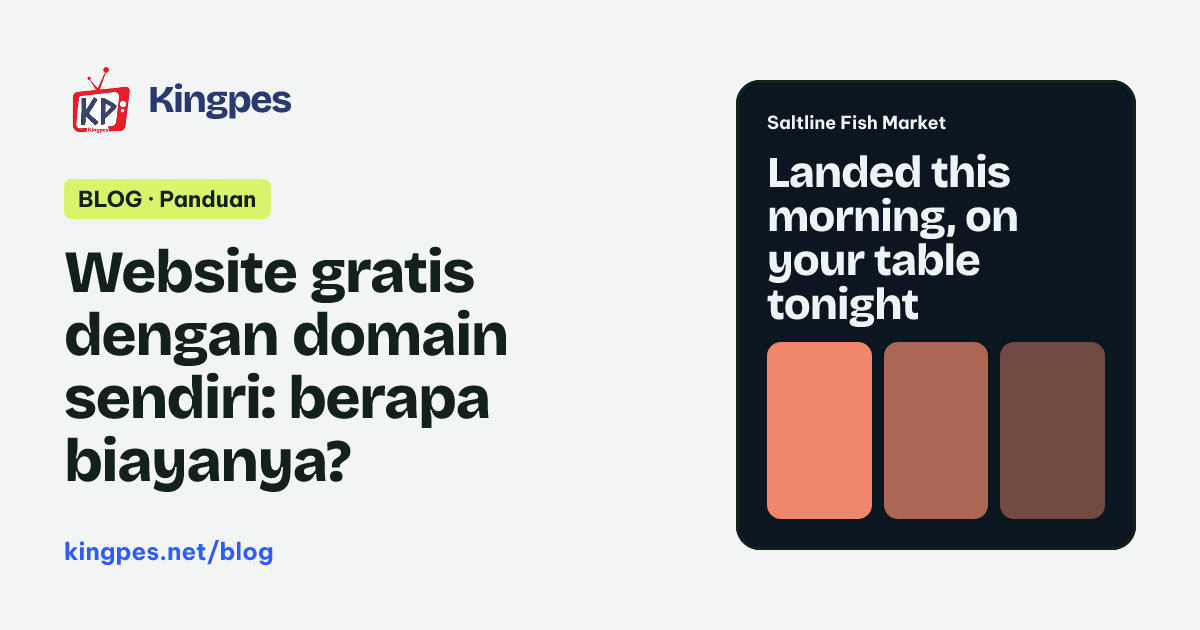 KP
Kingpes
Kingpes
BLOG · Panduan
Website gratis
dengan domain
sendiri: berapa
biayanya?
kingpes.net/blog
Saltline Fish Market
Landed this
morning, on
your table
tonight